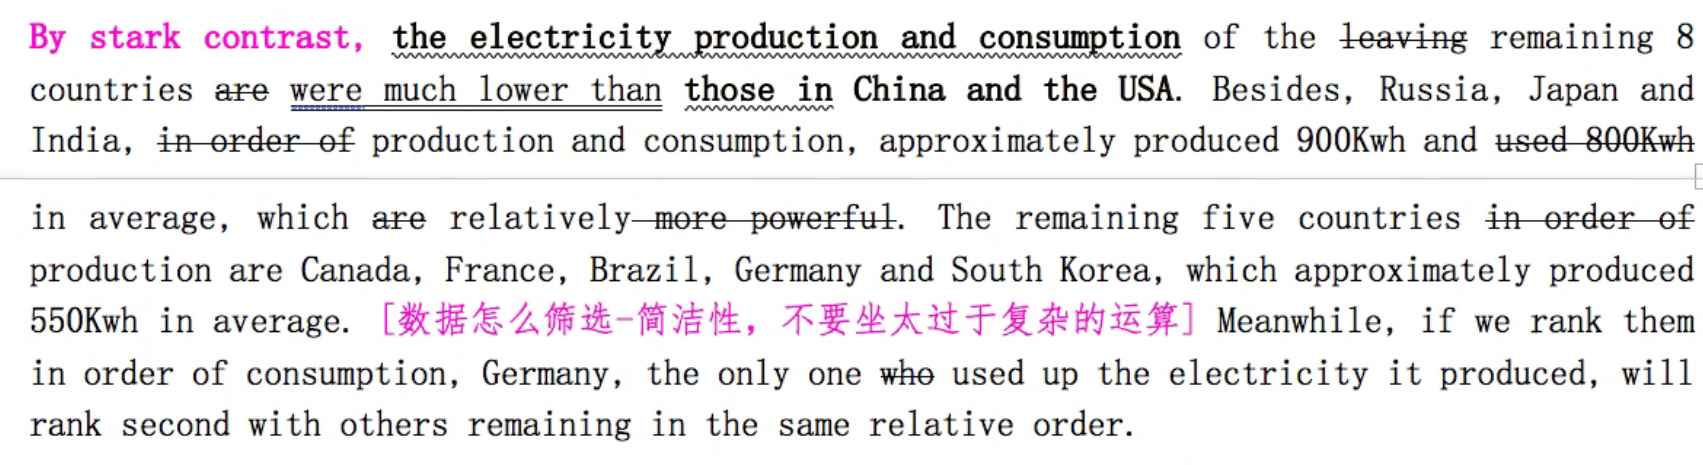 By stark contrast, the electricity production and consumption of the leaving remaining 8
countries are were much lower than those in China and the USA. Besides, Russia, Japan and
India, in order of production and consumption, approximately produced 900Kwh and used 800Kwh
in average, which are relatively more powerful. The remaining five countries in order of
production are Canada, France, Brazil, Germany and South Korea, which approximately produced
550Kwh in average. [数据怎么筛选-简洁性，不要坐太过于复杂的运算] Meanwhile, if we rank them
in order of consumption, Germany, the only one who used up the electricity it produced, will
rank second with others remaining in the same relative order.